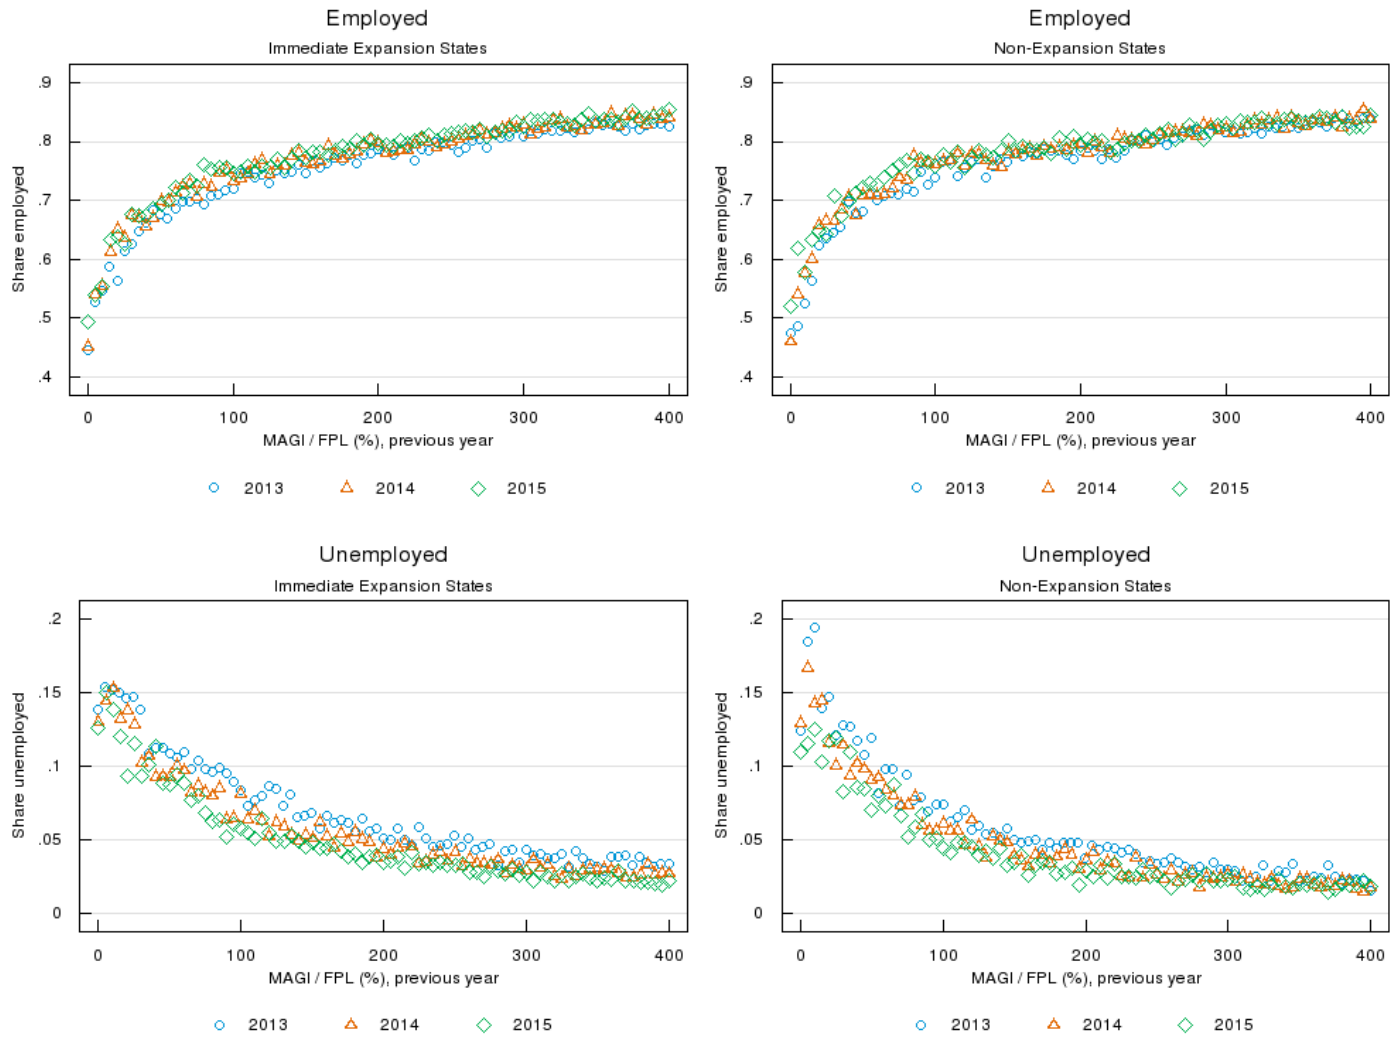 Employed
Immediate Expansion States
.9
.8
.7
.6
.5
.4
Share employed
0 100 200 300 400
MAGI / FPL (%), previous year
2013 2014 2015
Employed
Non-Expansion States
.9
.8
.7
.6
.5
.4
Share employed
0 100 200 300 400
MAGI / FPL (%), previous year
2013 2014 2015
Unemployed
Immediate Expansion States
.2
.15
.1
.05
0
Share unemployed
0 100 200 300 400
MAGI / FPL (%), previous year
2013 2014 2015
Unemployed
Non-Expansion States
.2
.15
.1
.05
0
Share unemployed
0 100 200 300 400
MAGI / FPL (%), previous year
2013 2014 2015